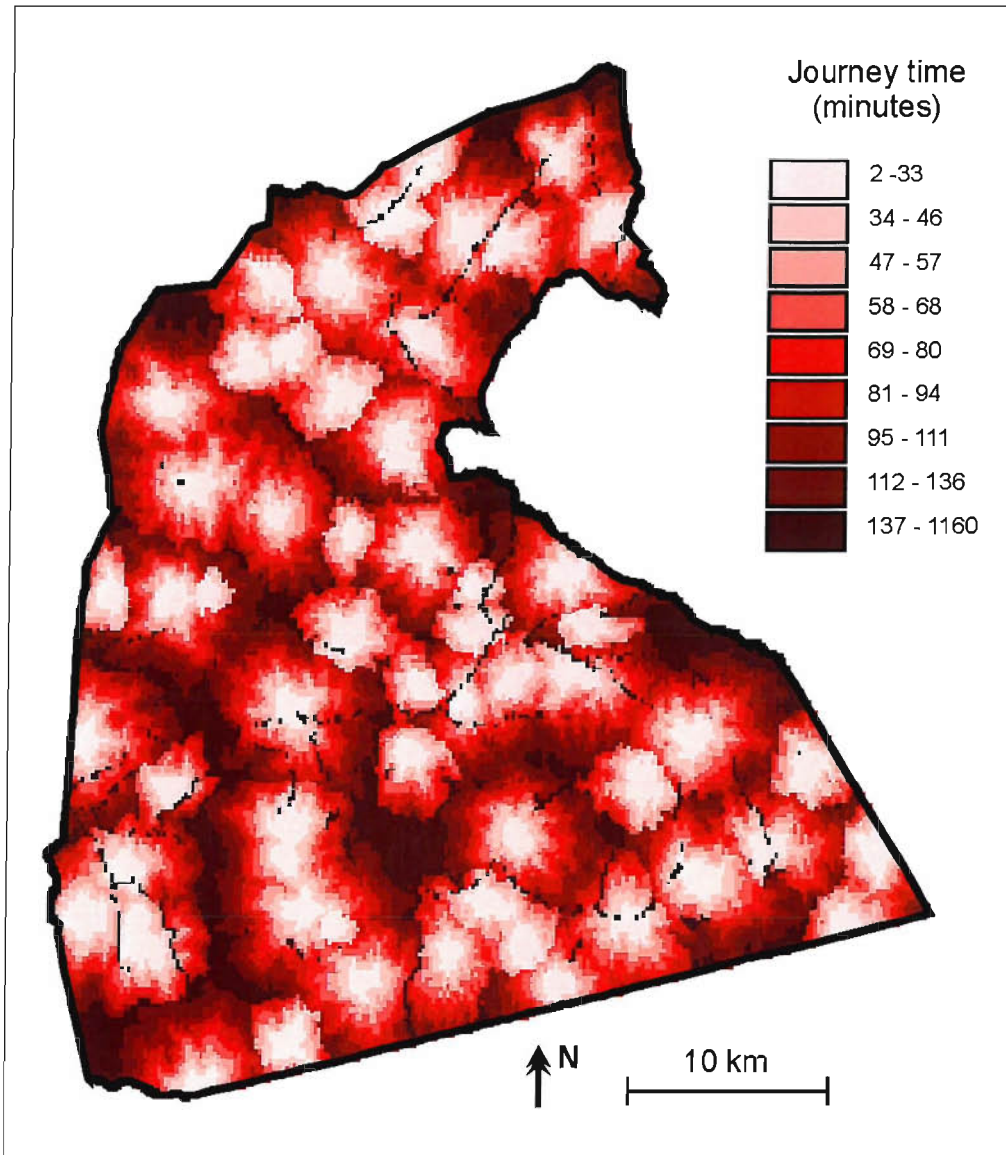 Journey time
(minutes)
2 -33
34 - 46
47 - 57
58 - 68
69 - 80
81 - 94
95 - 111
112 - 136
137 - 1160
N
10 km